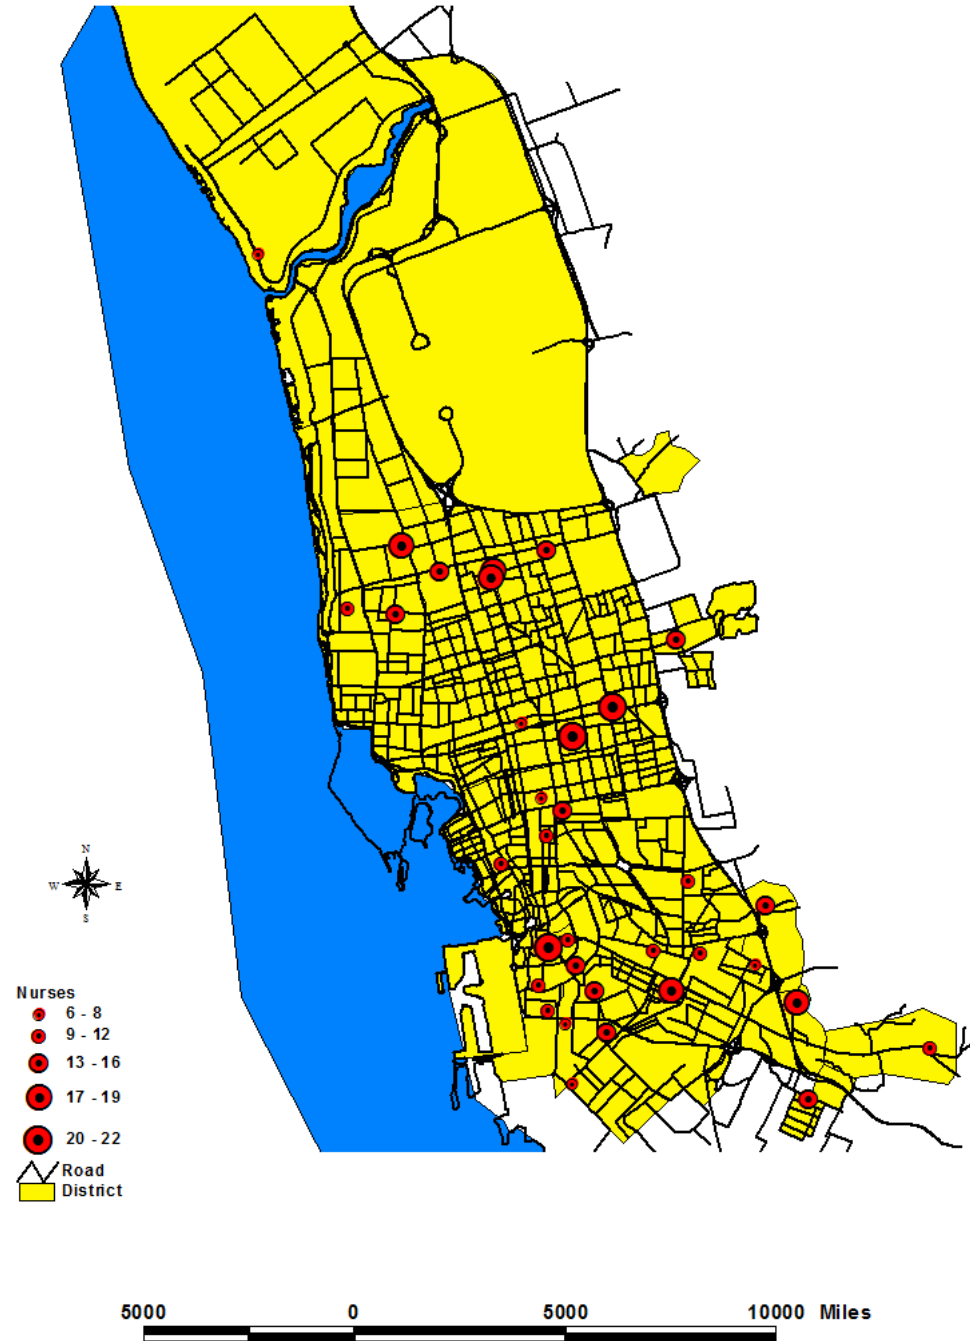 N
W E
S
Nurses
6 - 8
9 - 12
13 - 16
17 - 19
20 - 22
Road
District
5000 0 5000 10000 Miles